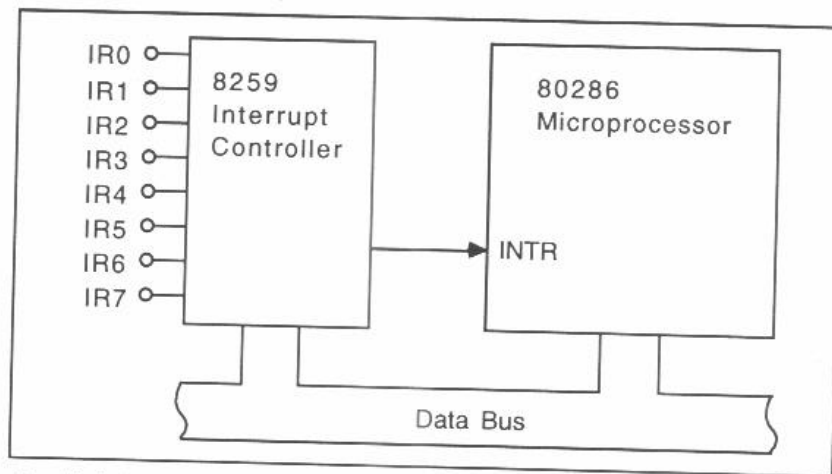 IR0
IR1
IR2
IR3
IR4
IR5
IR6
IR7
8259
Interrupt
Controller
80286
Microprocessor
INTR
Data Bus